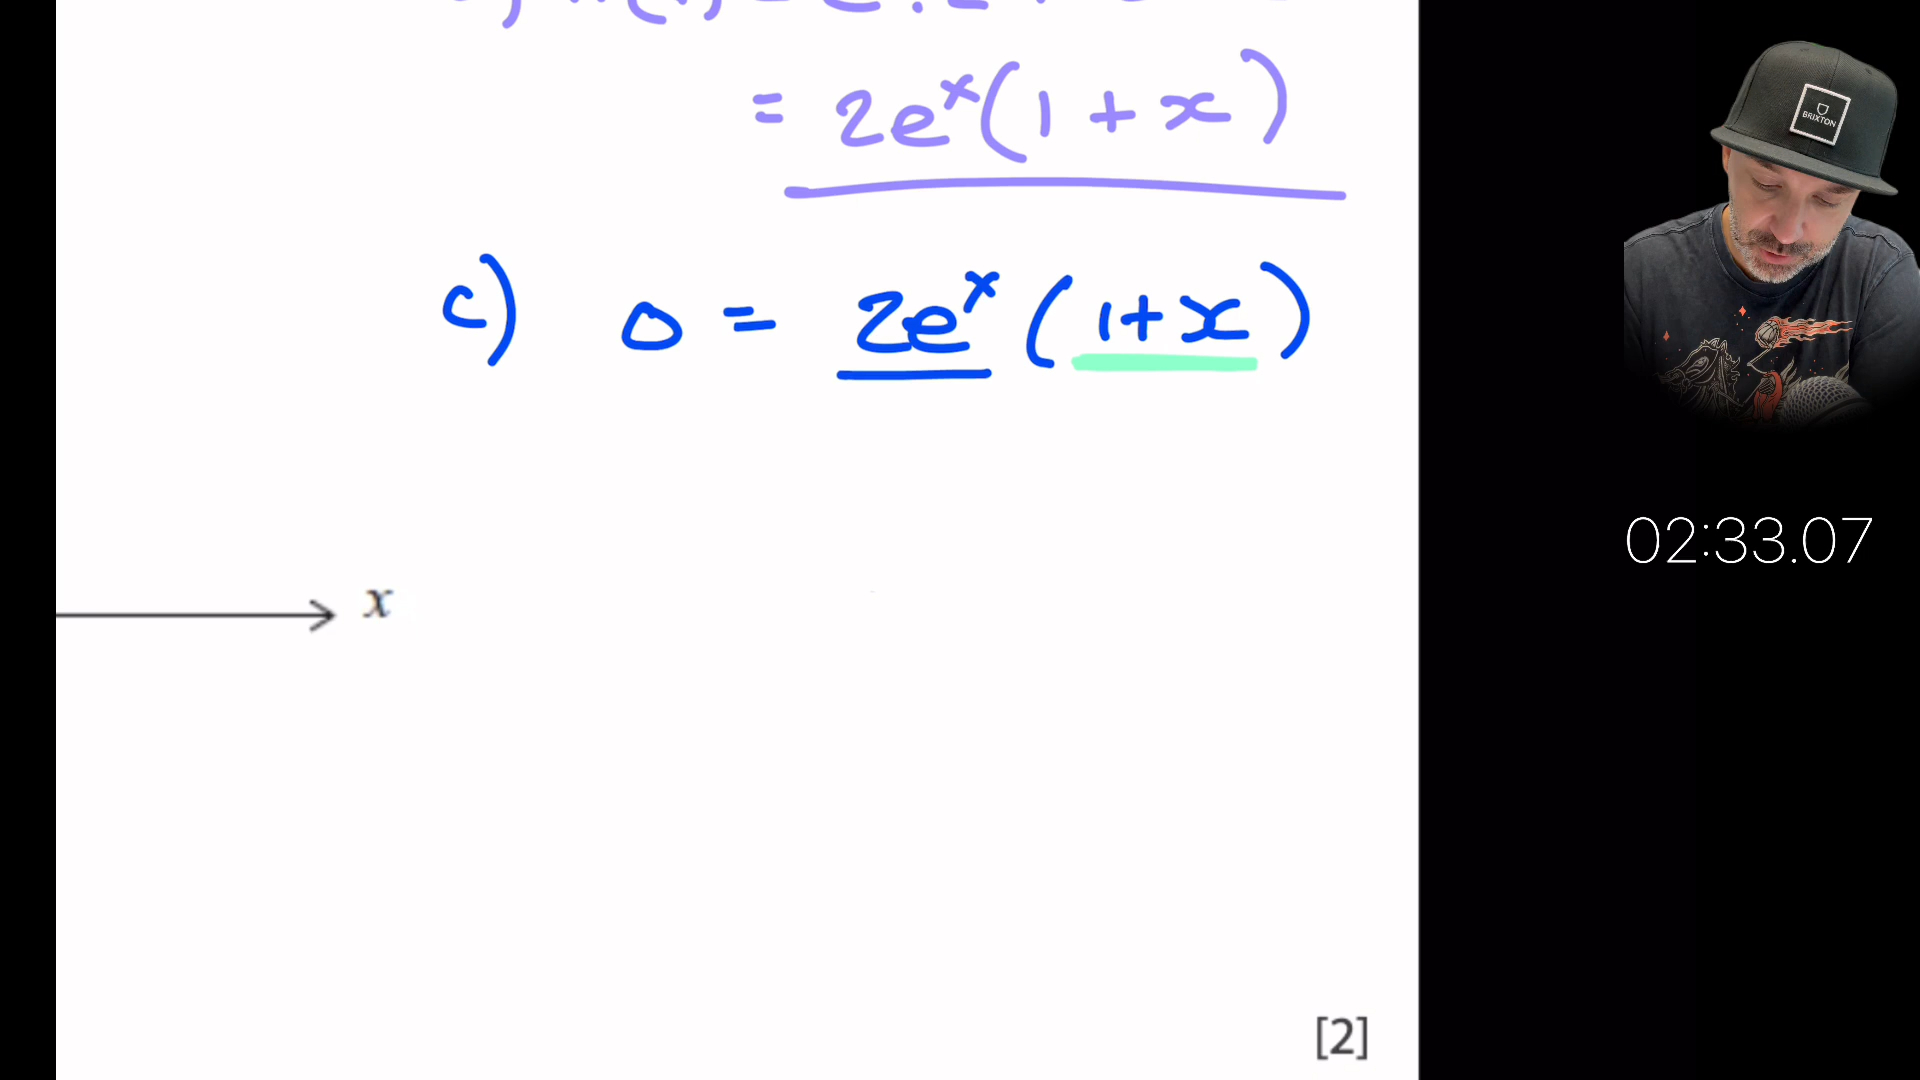 = 2eˣ(1 + x)
c) 0 = 2eˣ (1+x)
x
[2]
BRIXTON
02:33.07